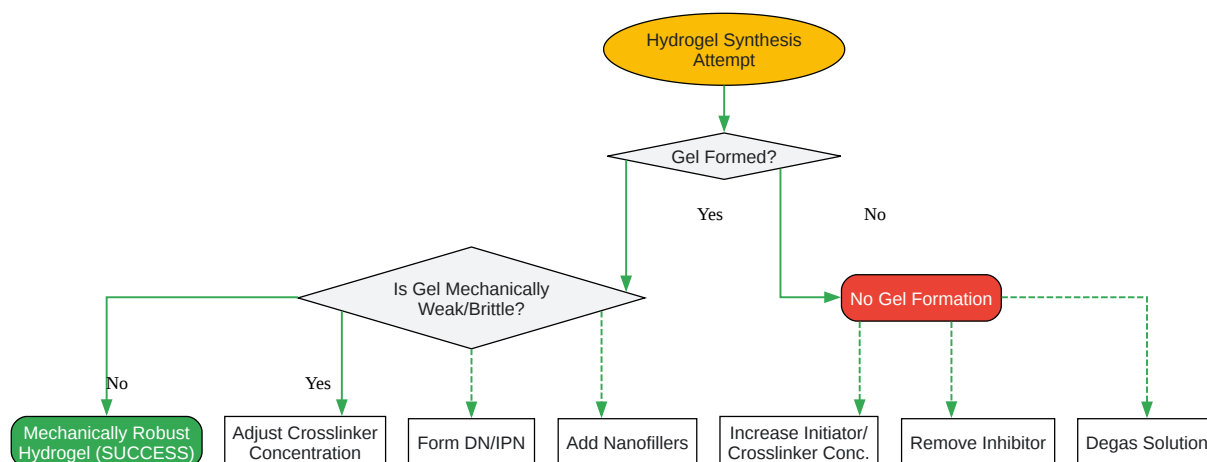 Hydrogel Synthesis
Attempt
Gel Formed?
Yes
No
Is Gel Mechanically
Weak/Brittle?
No Gel Formation
No
Yes
Mechanically Robust
Hydrogel (SUCCESS)
Adjust Crosslinker
Concentration
Form DN/IPN
Add Nanofillers
Increase Initiator/
Crosslinker Conc.
Remove Inhibitor
Degas Solution